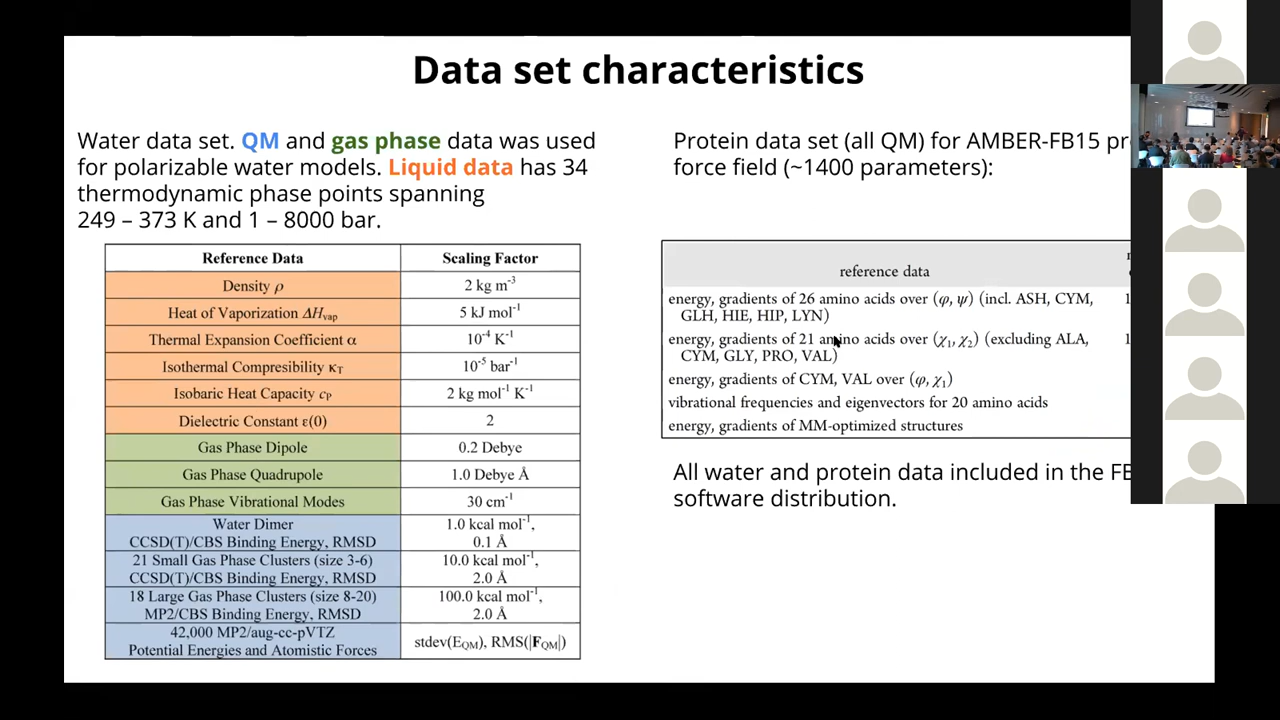 Data set characteristics
Water data set. QM and gas phase data was used
for polarizable water models. Liquid data has 34
thermodynamic phase points spanning
249 – 373 K and 1 – 8000 bar.
Reference Data Scaling Factor
Density ρ 2 kg m⁻³
Heat of Vaporization ΔHvap 5 kJ mol⁻¹
Thermal Expansion Coefficient α 10⁻⁴ K⁻¹
Isothermal Compresibility κT 10⁻⁵ bar⁻¹
Isobaric Heat Capacity cP 2 kg mol⁻¹ K⁻¹
Dielectric Constant ε(0) 2
Gas Phase Dipole 0.2 Debye
Gas Phase Quadrupole 1.0 Debye Å
Gas Phase Vibrational Modes 30 cm⁻¹
Water Dimer 1.0 kcal mol⁻¹,
CCSD(T)/CBS Binding Energy, RMSD 0.1 Å
21 Small Gas Phase Clusters (size 3-6) 10.0 kcal mol⁻¹,
CCSD(T)/CBS Binding Energy, RMSD 2.0 Å
18 Large Gas Phase Clusters (size 8-20) 100.0 kcal mol⁻¹,
MP2/CBS Binding Energy, RMSD 2.0 Å
42,000 MP2/aug-cc-pVTZ
Potential Energies and Atomistic Forces stdev(EQM), RMS(|FQM|)
Protein data set (all QM) for AMBER-FB15
force field (~1400 parameters):
reference data
energy, gradients of 26 amino acids over (φ, ψ) (incl. ASH, CYM,
GLH, HIE, HIP, LYN)
energy, gradients of 21 amino acids over (χ₁, χ₂) (excluding ALA,
CYM, GLY, PRO, VAL)
energy, gradients of CYM, VAL over (φ, χ₁)
vibrational frequencies and eigenvectors for 20 amino acids
energy, gradients of MM-optimized structures
All water and protein data included in the
software distribution.